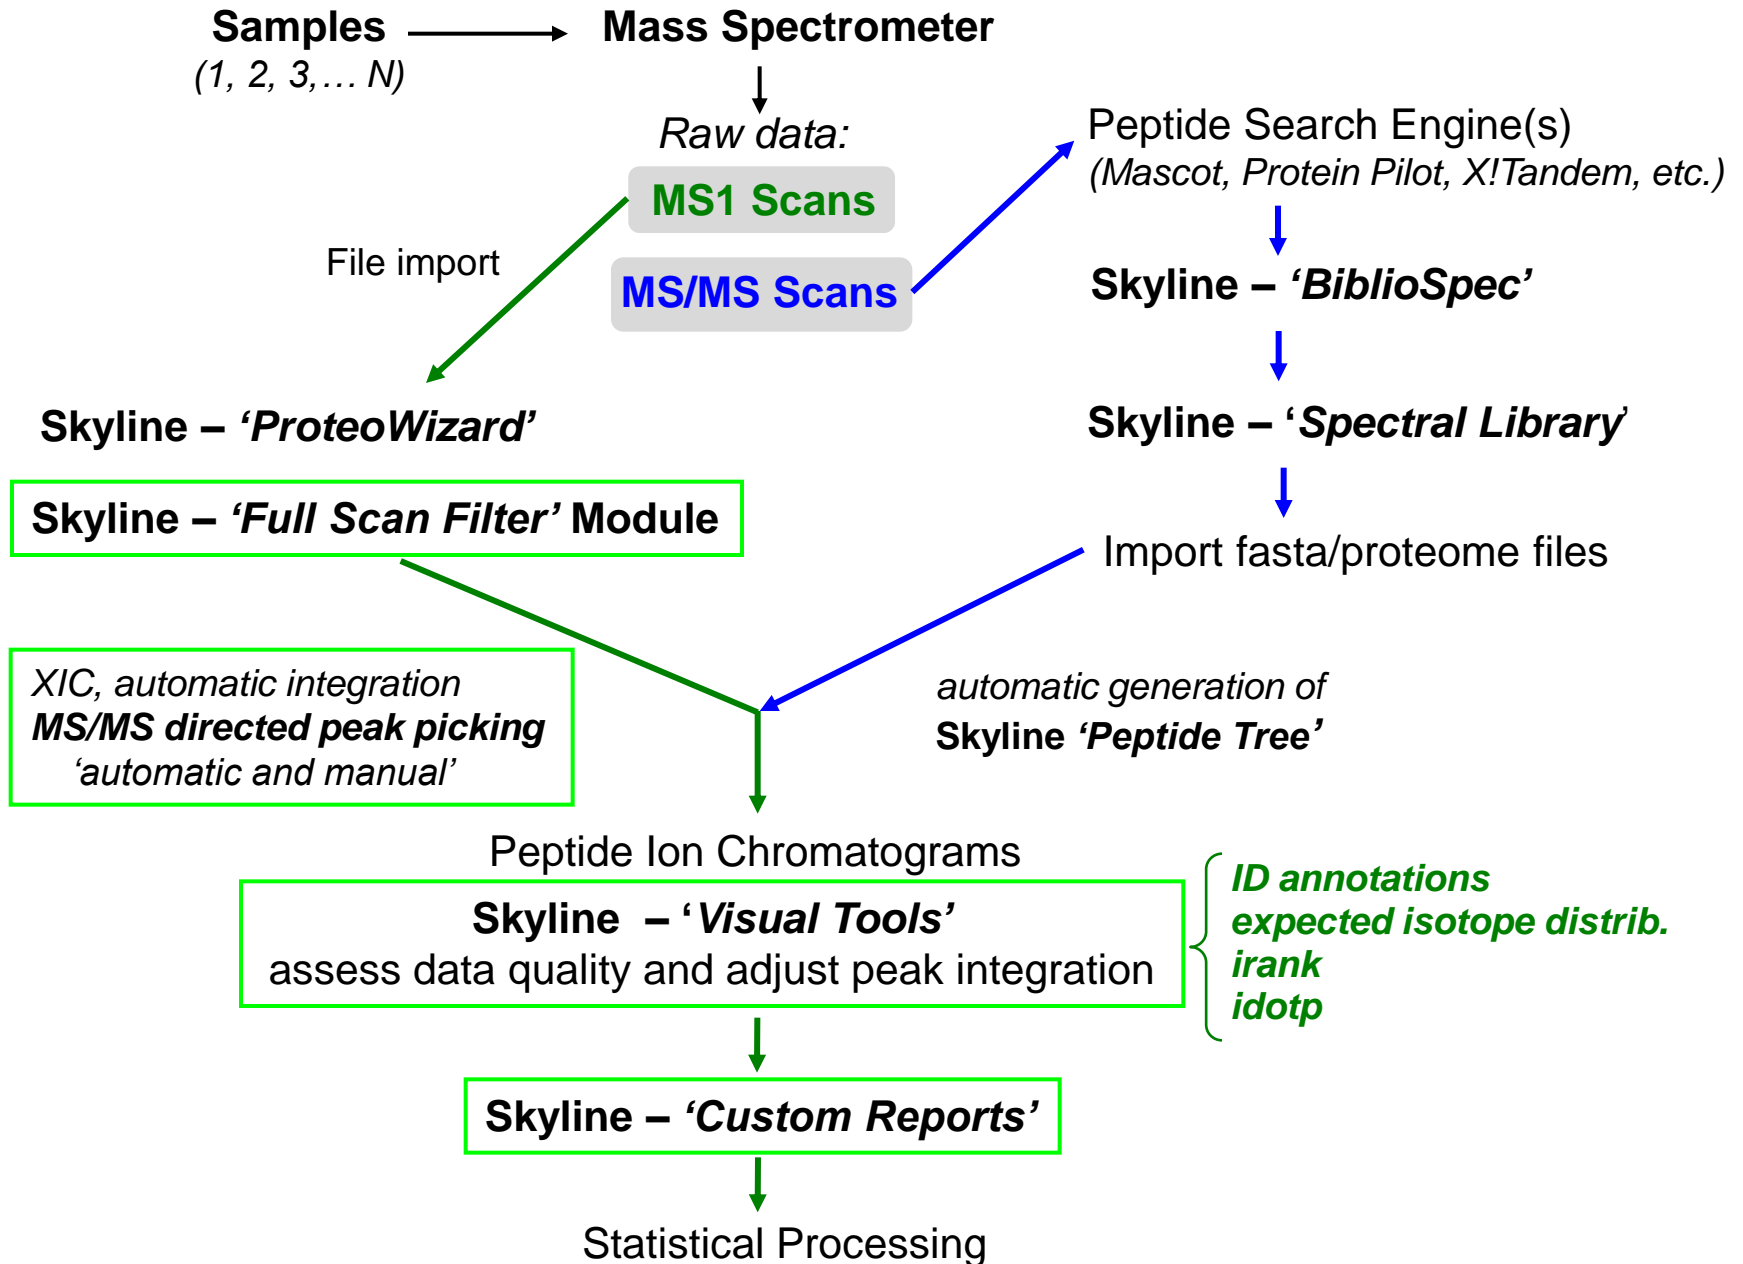 Samples
(1, 2, 3,… N)
Mass Spectrometer
Raw data:
MS1 Scans
MS/MS Scans
File import
Peptide Search Engine(s)
(Mascot, Protein Pilot, X!Tandem, etc.)
Skyline – ‘BiblioSpec’
Skyline – ‘Spectral Library’
Import fasta/proteome files
Skyline – ‘ProteoWizard’
Skyline – ‘Full Scan Filter’ Module
XIC, automatic integration
MS/MS directed peak picking
‘automatic and manual’
automatic generation of
Skyline ‘Peptide Tree’
Peptide Ion Chromatograms
Skyline – ‘Visual Tools’
assess data quality and adjust peak integration
ID annotations
expected isotope distrib.
irank
idotp
Skyline – ‘Custom Reports’
Statistical Processing